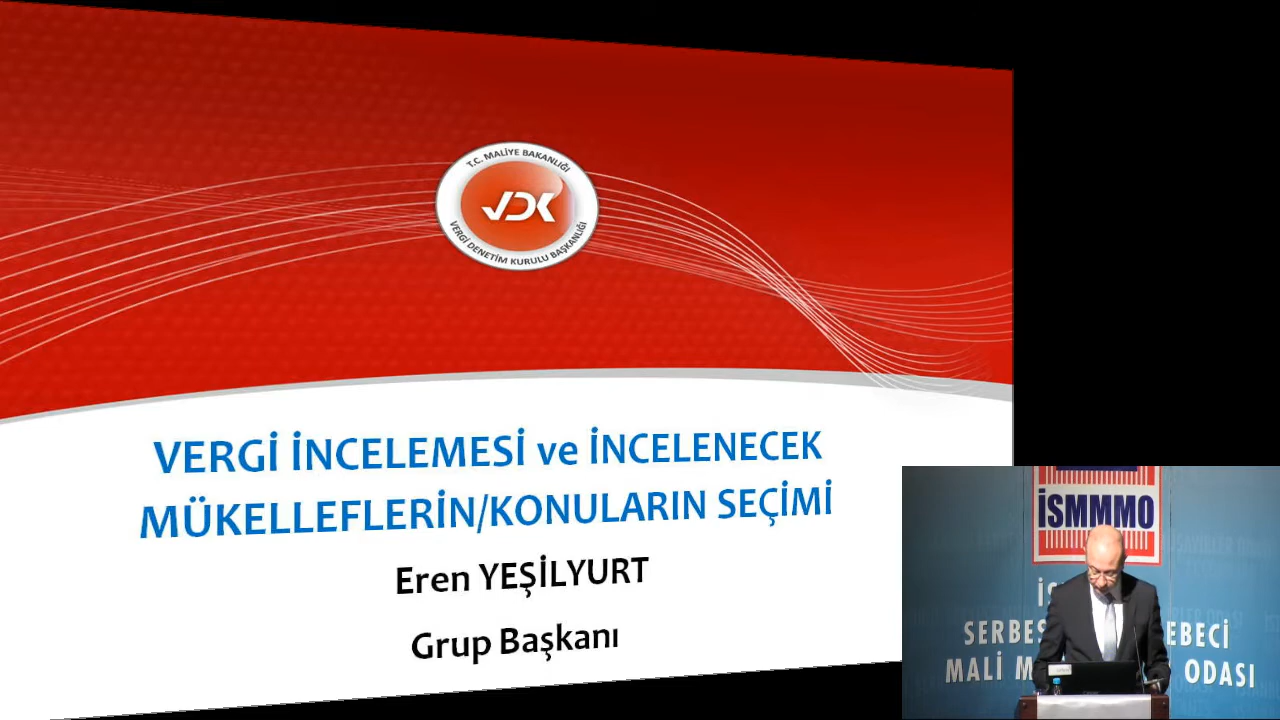 T.C. MALİYE BAKANLIĞI
VDK
VERGİ DENETİM KURULU BAŞKANLIĞI
VERGİ İNCELEMESİ ve İNCELENECEK
MÜKELLEFLERİN/KONULARIN SEÇİMİ
Eren YEŞİLYURT
Grup Başkanı
İSMMMO
SERBES EBECİ
MALİ M ODASI